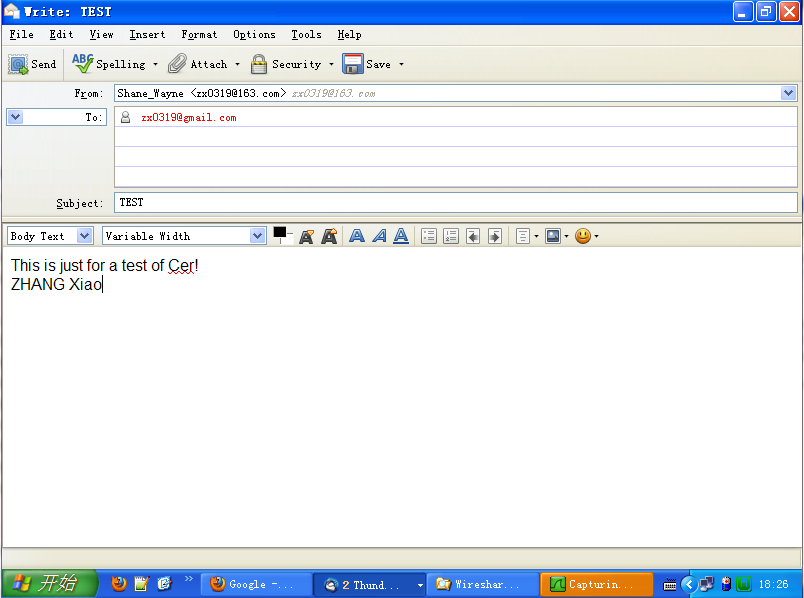 Write: TEST
File Edit View Insert Format Options Tools Help
Send ABC Spelling Attach Security Save
From: Shane_Wayne <zx0319@163.com> zx0319@163.com
To: zx0319@gmail.com
Subject: TEST
Body Text Variable Width
This is just for a test of Cer!
ZHANG Xiao
开始 Google -... 2 Thund... Wireshar... Capturin... 18:26